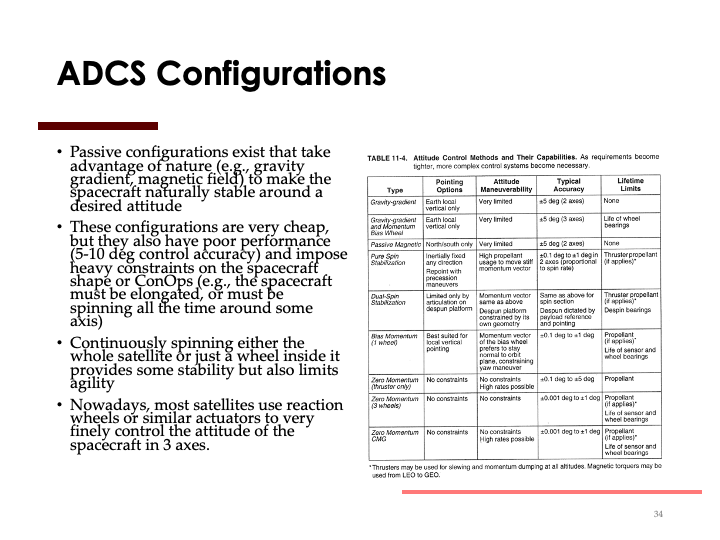 ADCS Configurations
• Passive configurations exist that take
advantage of nature (e.g., gravity
gradient, magnetic field) to make the
spacecraft naturally stable around a
desired attitude
• These configurations are very cheap,
but they also have poor performance
(5-10 deg control accuracy) and impose
heavy constraints on the spacecraft
shape or ConOps (e.g., the spacecraft
must be elongated, or must be
spinning all the time around some
axis)
• Continuously spinning either the
whole satellite or just a wheel inside it
provides some stability but also limits
agility
• Nowadays, most satellites use reaction
wheels or similar actuators to very
finely control the attitude of the
spacecraft in 3 axes.
TABLE 11-4. Attitude Control Methods and Their Capabilities. As requirements become
tighter, more complex control systems become necessary.
Type
Pointing
Options
Attitude
Maneuverability
Typical
Accuracy
Lifetime
Limits
Gravity-gradient
Earth local
vertical only
Very limited
±5 deg (2 axes)
None
Gravity-gradient
and Momentum
Bias Wheel
Earth local
vertical only
Very limited
±5 deg (3 axes)
Life of wheel
bearings
Passive Magnetic
North/south only
Very limited
±5 deg (2 axes)
None
Pure Spin
Stabilization
Inertially fixed
any direction
Repoint with
precession
maneuvers
High propellant
usage to move stiff
momentum vector
±0.1 deg to ±1 deg in
2 axes (proportional
to spin rate)
Thruster propellant
(if applies)*
Dual-Spin
Stabilization
Limited only by
articulation on
despun platform
Momentum vector
same as above
Despun platform
constrained by its
own geometry
Same as above for
spin section
Despun dictated by
payload reference
and pointing
Thruster propellant
(if applies)*
Despin bearings
Bias Momentum
(1 wheel)
Best suited for
local vertical
pointing
Momentum vector
of the bias wheel
prefers to stay
normal to orbit
plane, constraining
yaw maneuver
±0.1 deg to ±1 deg
Propellant
(if applies)*
Life of sensor and
wheel bearings
Zero Momentum
(thruster only)
No constraints
No constraints
High rates possible
±0.1 deg to ±5 deg
Propellant
Zero Momentum
(3 wheels)
No constraints
No constraints
±0.001 deg to ±1 deg
Propellant
(if applies)*
Life of sensor and
wheel bearings
Zero Momentum
CMG
No constraints
No constraints
High rates possible
±0.001 deg to ±1 deg
Propellant
(if applies)*
Life of sensor and
wheel bearings
*Thrusters may be used for slewing and momentum dumping at all altitudes. Magnetic torquers may be
used from LEO to GEO.
34